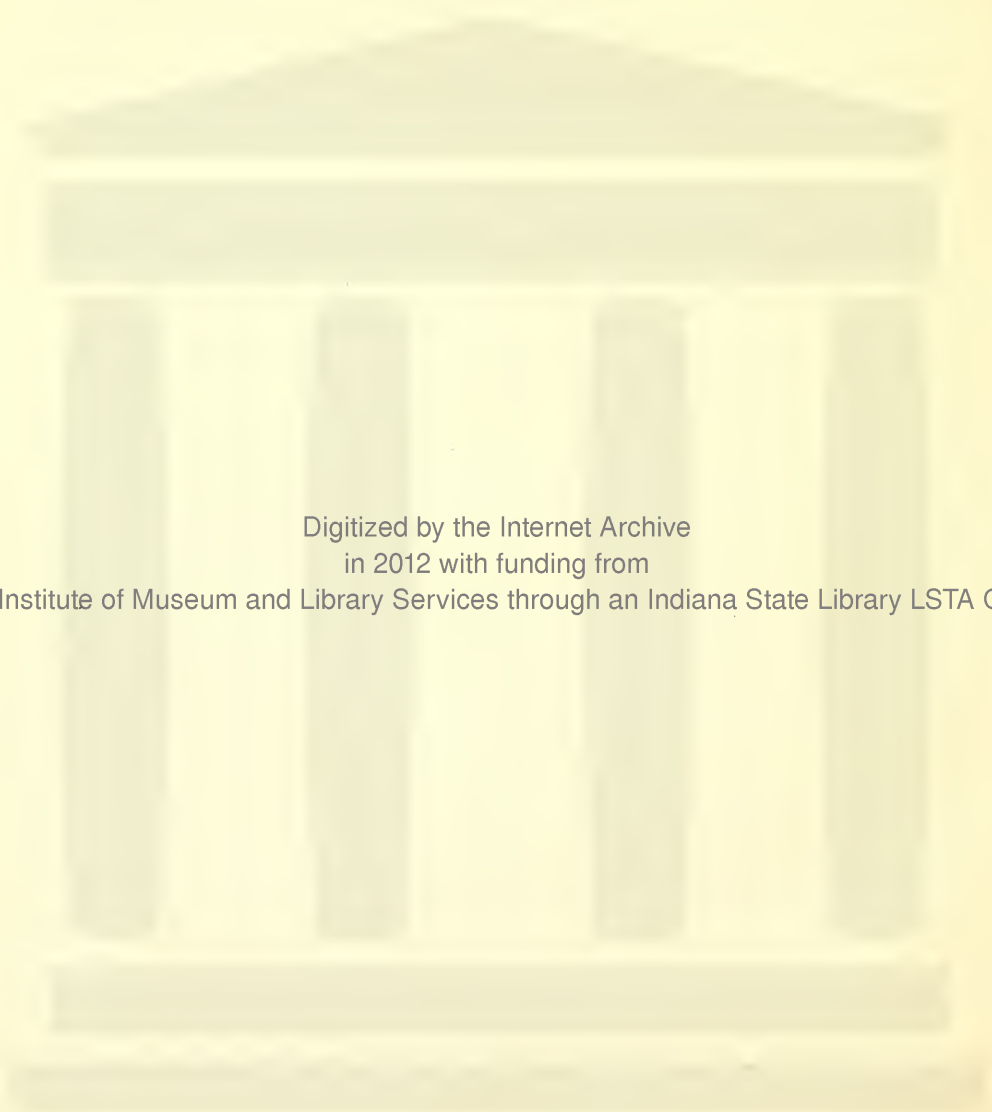 Digitized by the Internet Archive
in 2012 with funding from
Institute of Museum and Library Services through an Indiana State Library LSTA